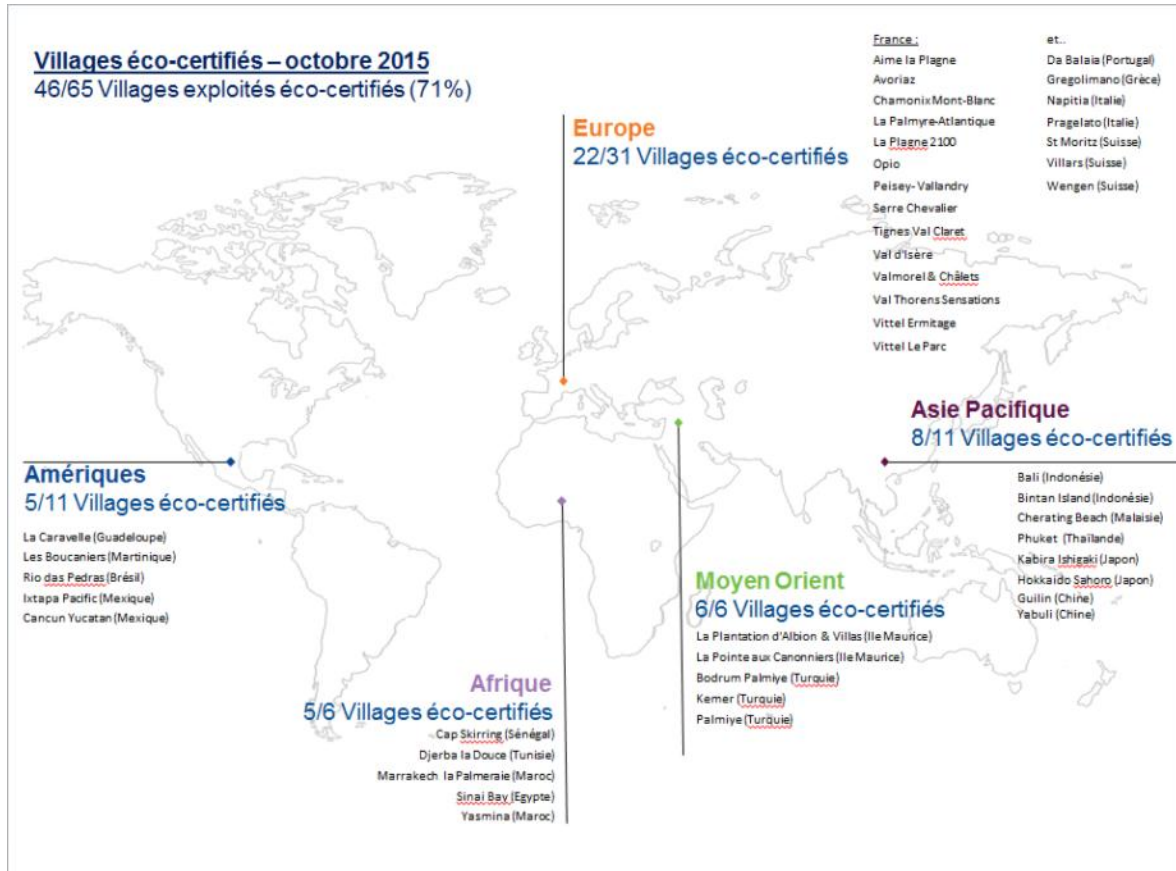 Villages éco-certifiés – octobre 2015
46/65 Villages exploités éco-certifiés (71%)
Europe
22/31 Villages éco-certifiés
France :
Aime la Plagne
Avoriaz
Chamonix Mont-Blanc
La Palmyre-Atlantique
La Plagne 2100
Opio
Peisey- Vallandry
Serre Chevalier
Tignes Val Claret
Val d'Isère
Valmorel & Châlets
Val Thorens Sensations
Vittel Ermitage
Vittel Le Parc
et..
Da Balaia (Portugal)
Gregolimano (Grèce)
Napitia (Italie)
Pragelato (Italie)
St Moritz (Suisse)
Villars (Suisse)
Wengen (Suisse)
Asie Pacifique
8/11 Villages éco-certifiés
Bali (Indonésie)
Bintan Island (Indonésie)
Cherating Beach (Malaisie)
Phuket (Thaïlande)
Kabira Ishigaki (Japon)
Hokkaido Sahoro (Japon)
Guilin (Chine)
Yabuli (Chine)
Amériques
5/11 Villages éco-certifiés
La Caravelle (Guadeloupe)
Les Boucaniers (Martinique)
Rio das Pedras (Brésil)
Ixtapa Pacific (Mexique)
Cancun Yucatan (Mexique)
Moyen Orient
6/6 Villages éco-certifiés
La Plantation d'Albion & Villas (Ile Maurice)
La Pointe aux Canonniers (Ile Maurice)
Bodrum Palmiye (Turquie)
Kemer (Turquie)
Palmiye (Turquie)
Afrique
5/6 Villages éco-certifiés
Cap Skirring (Sénégal)
Djerba la Douce (Tunisie)
Marrakech la Palmeraie (Maroc)
Sinai Bay (Egypte)
Yasmina (Maroc)